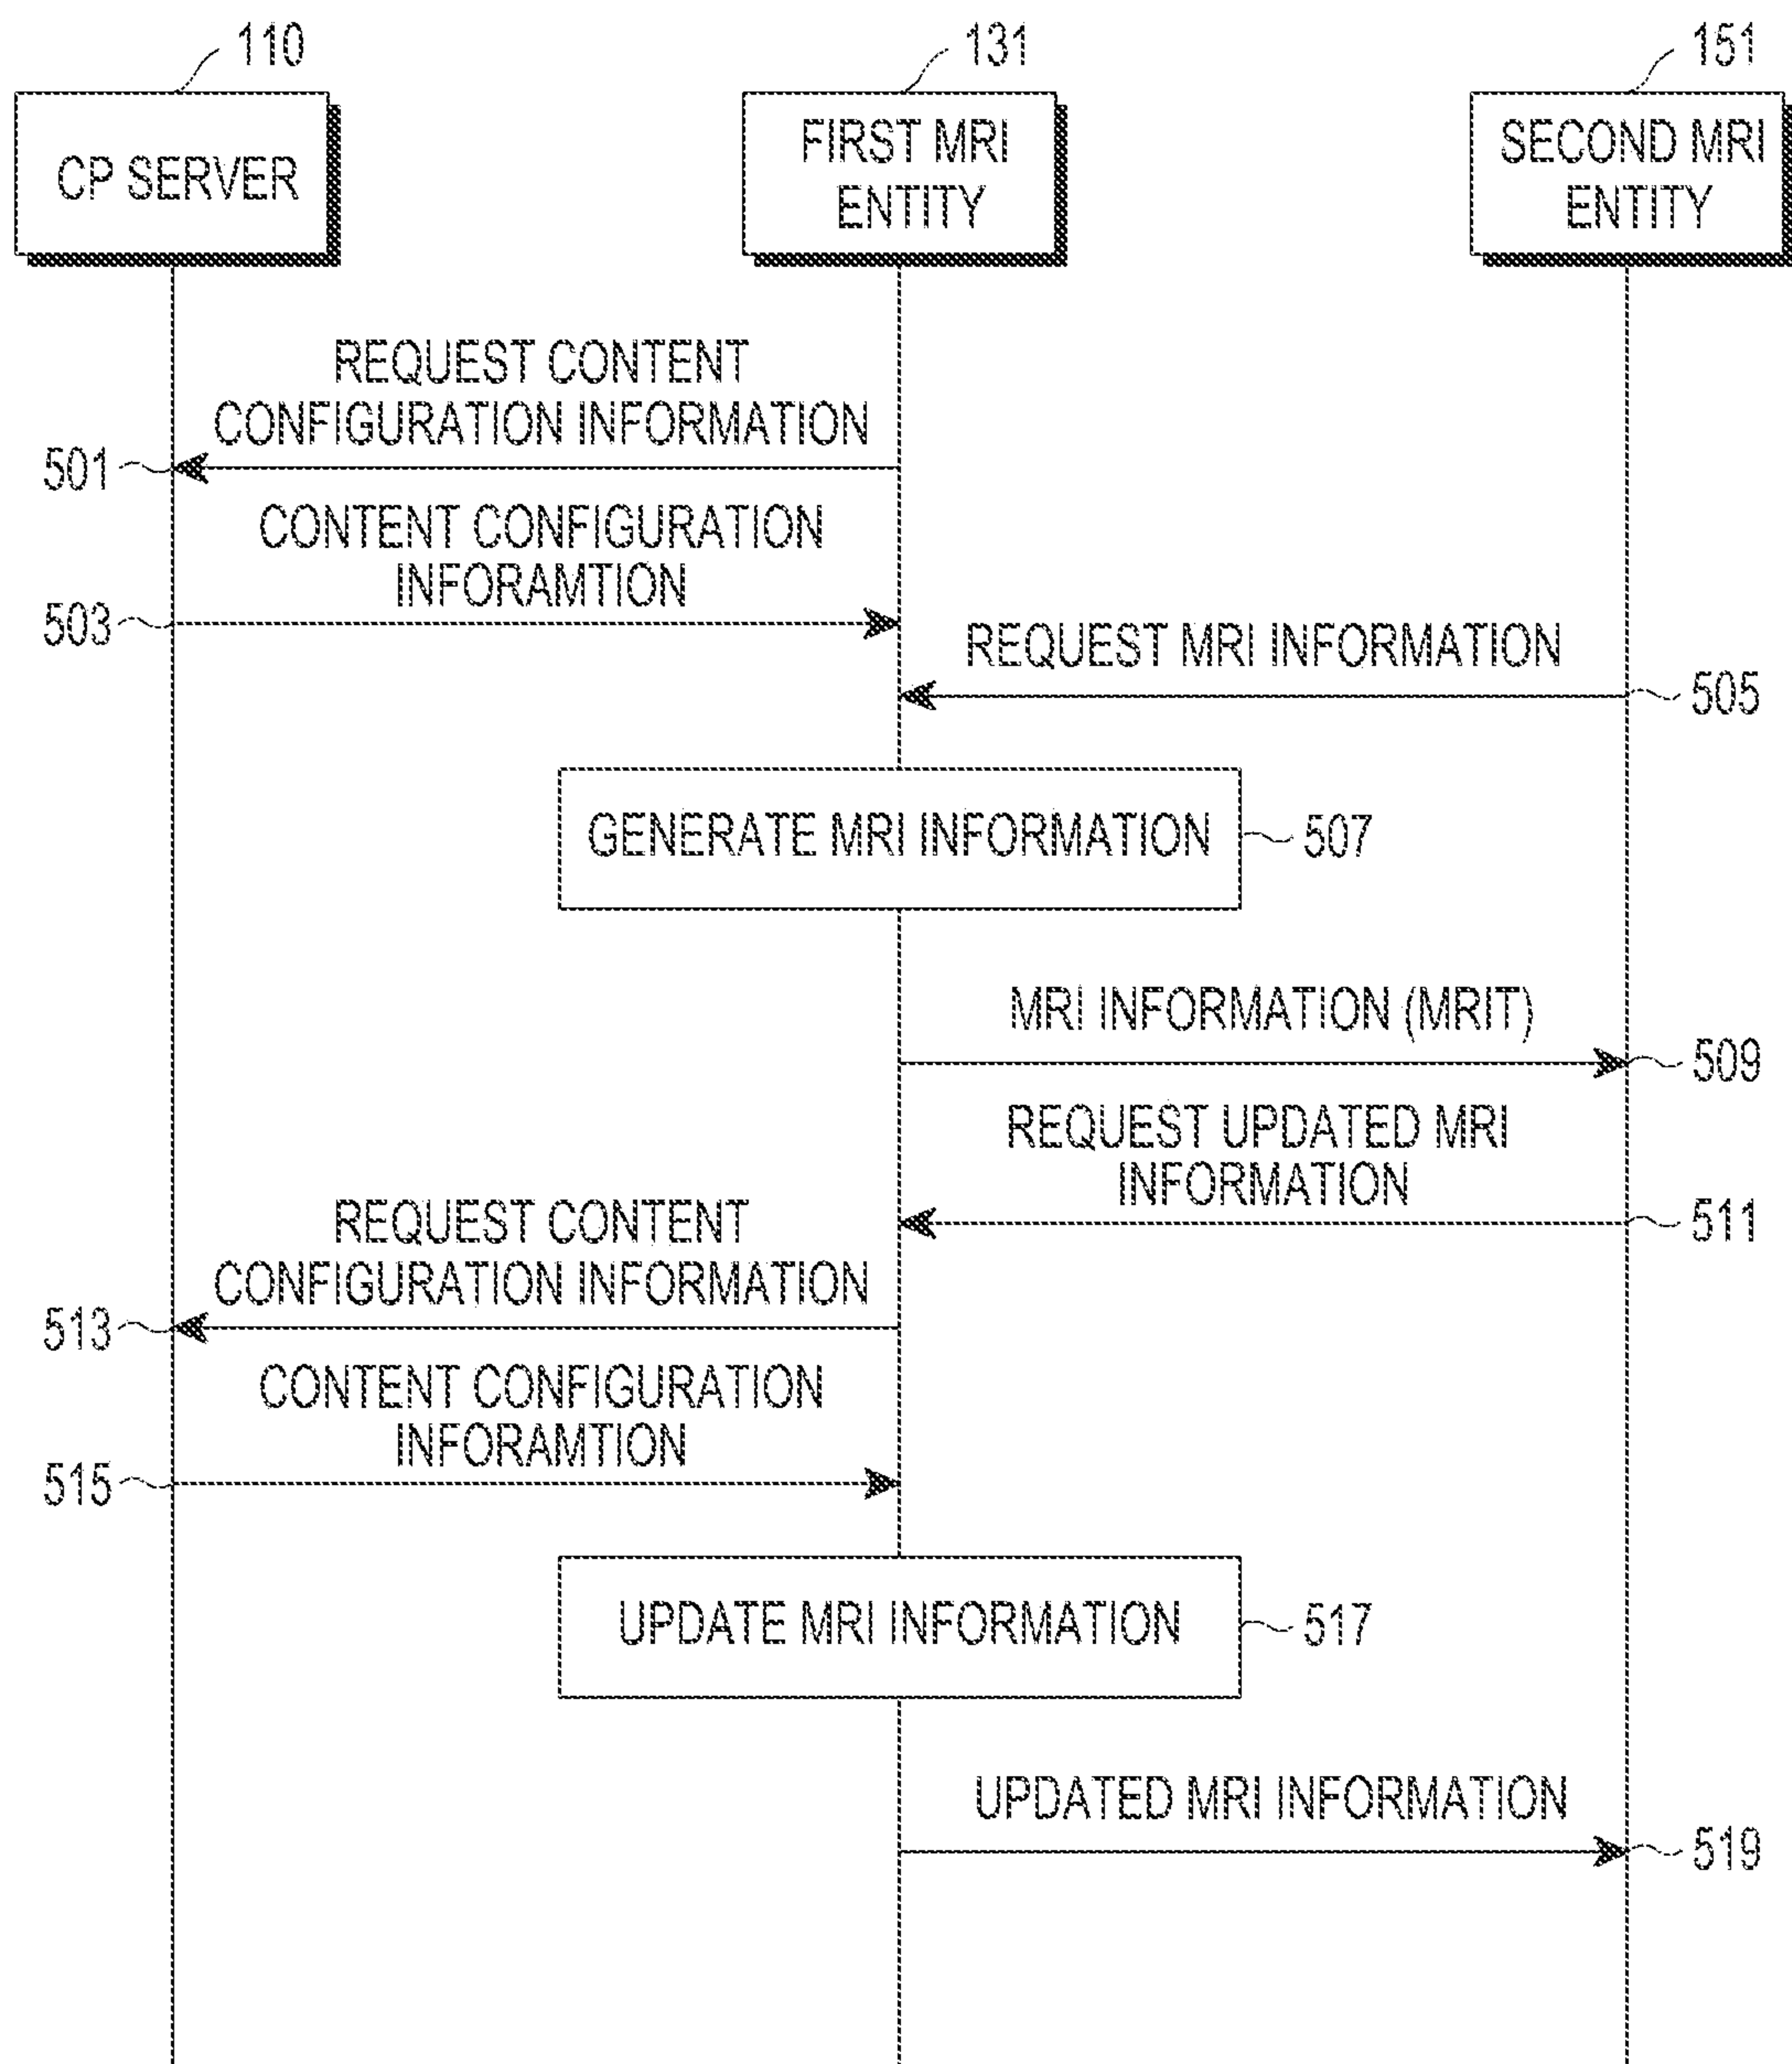 110
131
151
CP SERVER
FIRST MRI
ENTITY
SECOND MRI
ENTITY
REQUEST CONTENT
CONFIGURATION INFORMATION
501
CONTENT CONFIGURATION
INFORAMTION
503
REQUEST MRI INFORMATION
505
GENERATE MRI INFORMATION
507
MRI INFORMATION (MRIT)
509
REQUEST UPDATED MRI
INFORMATION
511
REQUEST CONTENT
CONFIGURATION INFORMATION
513
CONTENT CONFIGURATION
INFORAMTION
515
UPDATE MRI INFORMATION
517
UPDATED MRI INFORMATION
519